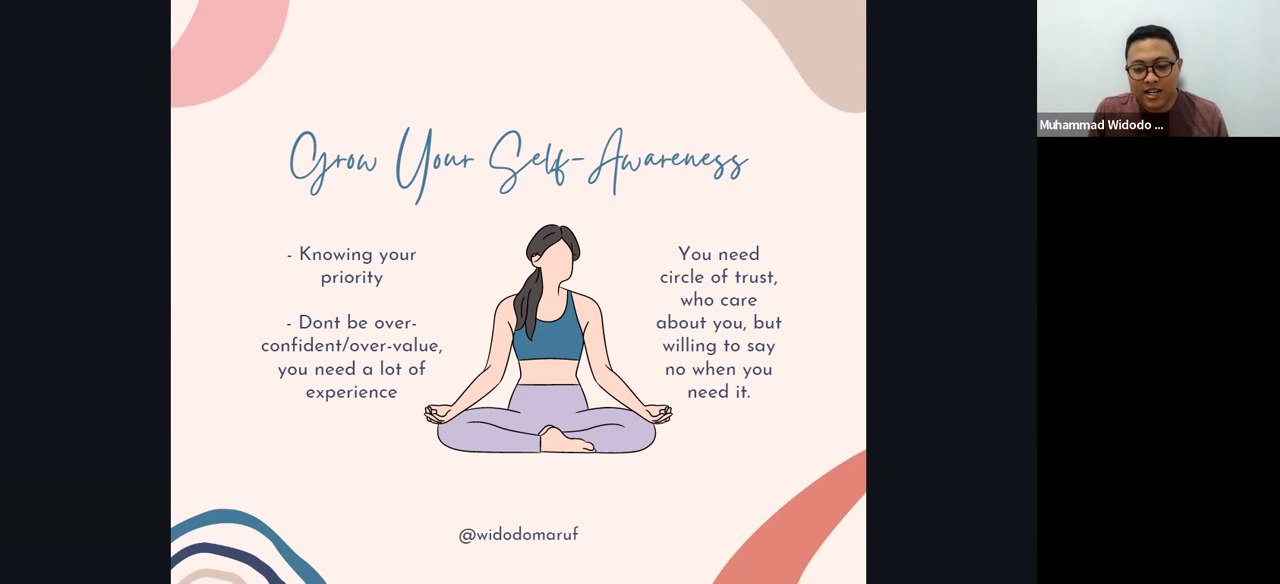 Grow Your Self-Awareness
- Knowing your
priority
- Dont be over-
confident/over-value,
you need a lot of
experience
You need
circle of trust,
who care
about you, but
willing to say
no when you
need it.
@widodomaruf
Muhammad Widodo ...